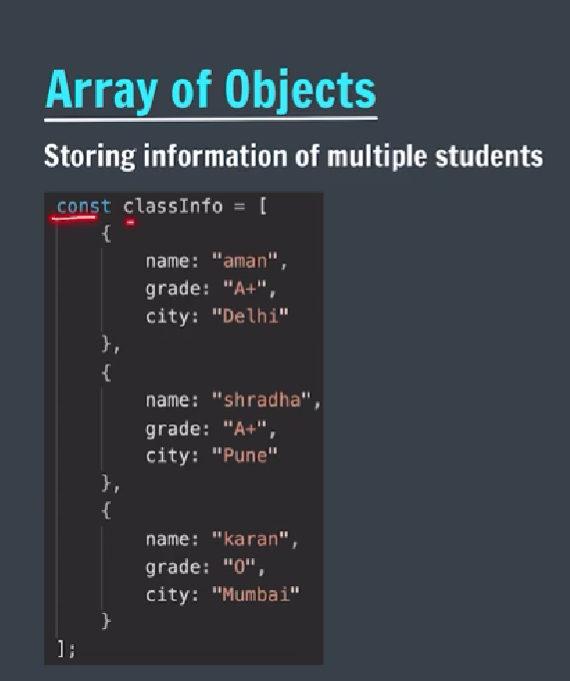 Array of Objects
Storing information of multiple students
const classInfo = [
{
name: "aman",
grade: "A+",
city: "Delhi"
},
{
name: "shradha",
grade: "A+",
city: "Pune"
},
{
name: "karan",
grade: "O",
city: "Mumbai"
}
];